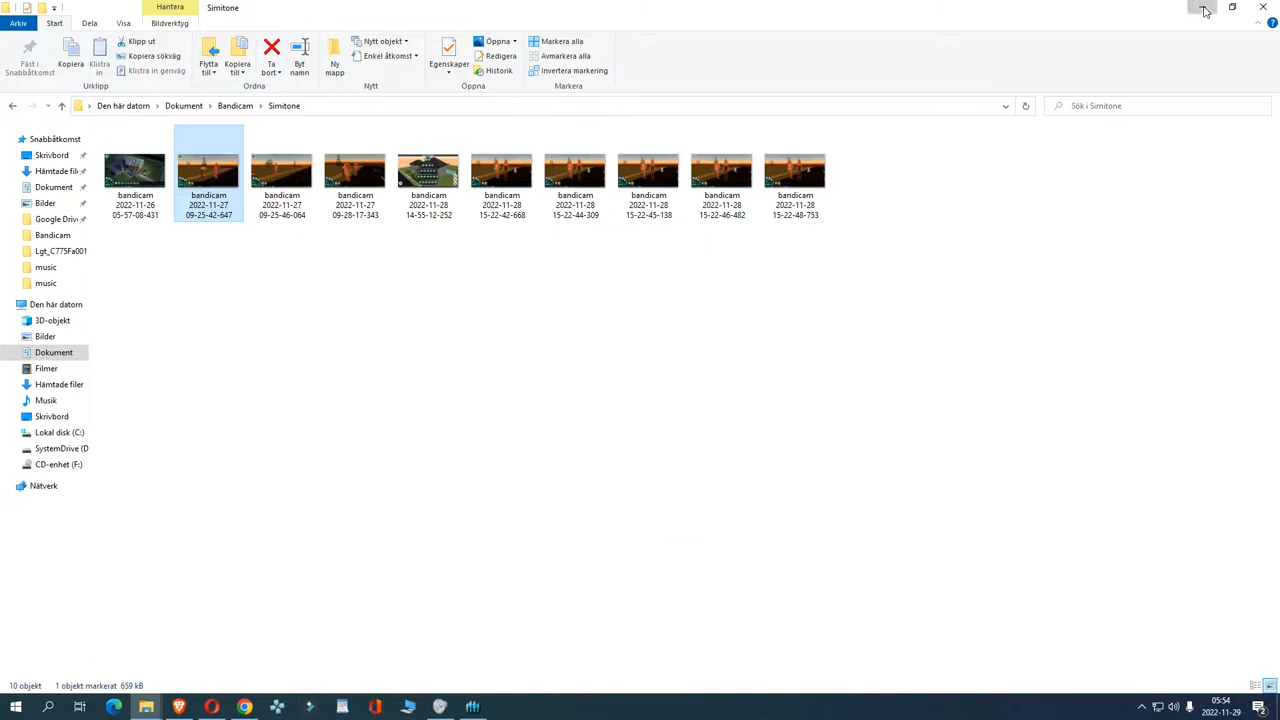 Hantera
Simitone
Arkiv
Start
Dela
Visa
Bildverktyg
Fäst i
Snabbåtkomst
Kopiera
Klistra
in
Klipp ut
Kopiera sökväg
Klistra in genväg
Urklipp
Flytta
till
Kopiera
till
Ta
bort
Byt
namn
Ordna
Ny
mapp
Nytt objekt
Enkel åtkomst
Nytt
Egenskaper
Öppna
Redigera
Historik
Öppna
Markera alla
Avmarkera alla
Invertera markering
Markera
Den här datorn > Dokument > Bandicam > Simitone
Sök i Simitone
Snabbåtkomst
Skrivbord
Hämtade fil
Dokument
Bilder
Google Driv
Bandicam
Lgt_C775Fa001
music
music
Den här datorn
3D-objekt
Bilder
Dokument
Filmer
Hämtade filer
Musik
Skrivbord
Lokal disk (C:)
SystemDrive (D
CD-enhet (F:)
Nätverk
bandicam
2022-11-26
05-57-08-431
bandicam
2022-11-27
09-25-42-647
bandicam
2022-11-27
09-25-46-064
bandicam
2022-11-27
09-28-17-343
bandicam
2022-11-28
14-55-12-252
bandicam
2022-11-28
15-22-42-668
bandicam
2022-11-28
15-22-44-309
bandicam
2022-11-28
15-22-45-138
bandicam
2022-11-28
15-22-46-482
bandicam
2022-11-28
15-22-48-753
10 objekt
1 objekt markerat 659 kB
05:54
2022-11-29
2